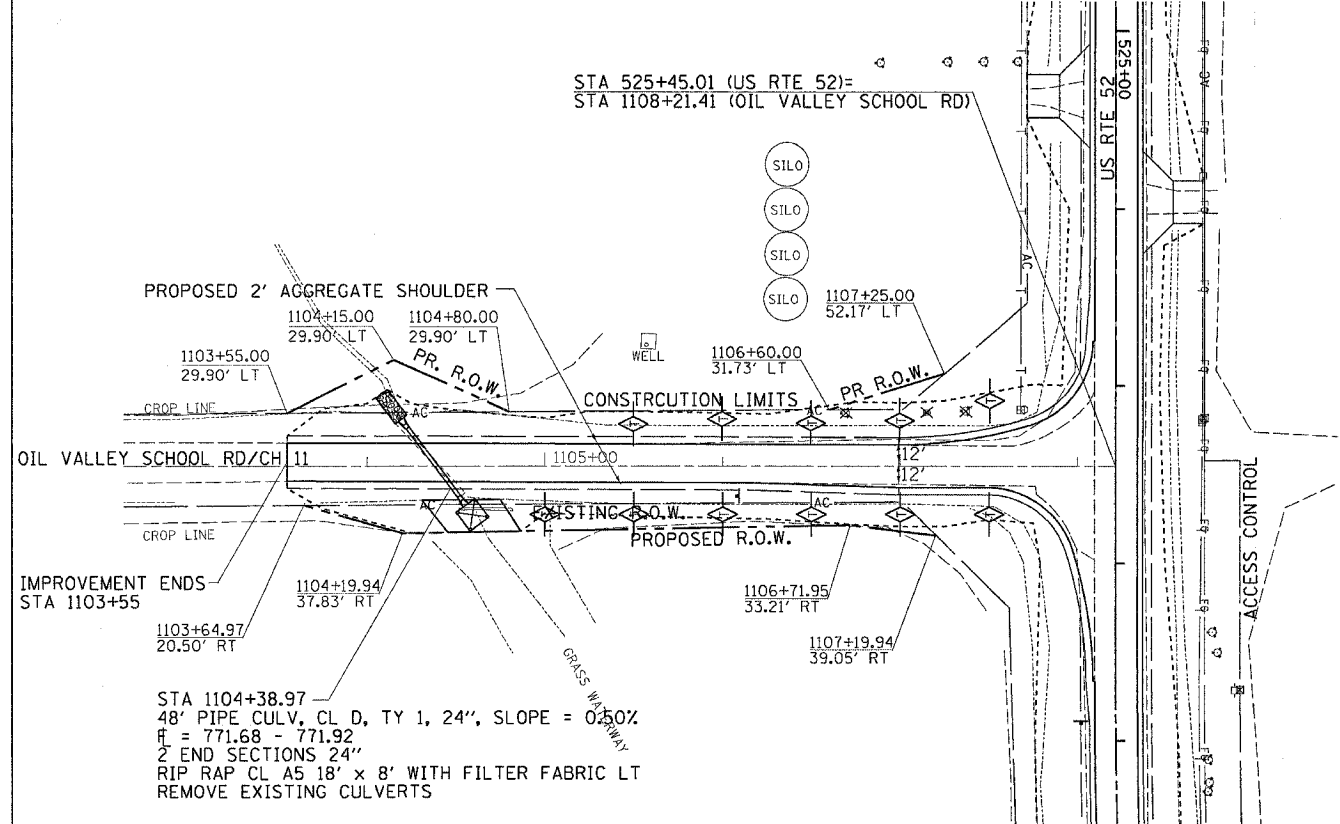 STA 525+45.01 (US RTE 52)=
STA 1108+21.41 (OIL VALLEY SCHOOL RD)
525+00
US RTE 52
SILO
SILO
SILO
SILO
AC
AC
PROPOSED 2' AGGREGATE SHOULDER
1104+15.00
29.90' LT
1104+80.00
29.90' LT
1107+25.00
52.17' LT
1103+55.00
29.90' LT
PR. R.O.W.
WELL
1106+60.00
31.73' LT
PR R.O.W.
CROP LINE
CONSTRCUTION LIMITS
AC
AC
OIL VALLEY SCHOOL RD/CH 11
1105+00
12'
12'
AC
AC
EXISTING R.O.W.
CROP LINE
PROPOSED R.O.W.
ACCESS CONTROL
IMPROVEMENT ENDS
STA 1103+55
1104+19.94
37.83' RT
1106+71.95
33.21' RT
1103+64.97
20.50' RT
1107+19.94
39.05' RT
GRASS WATERWAY
STA 1104+38.97
48' PIPE CULV, CL D, TY 1, 24", SLOPE = 0.50%
FL = 771.68 - 771.92
2 END SECTIONS 24"
RIP RAP CL A5 18' x 8' WITH FILTER FABRIC LT
REMOVE EXISTING CULVERTS